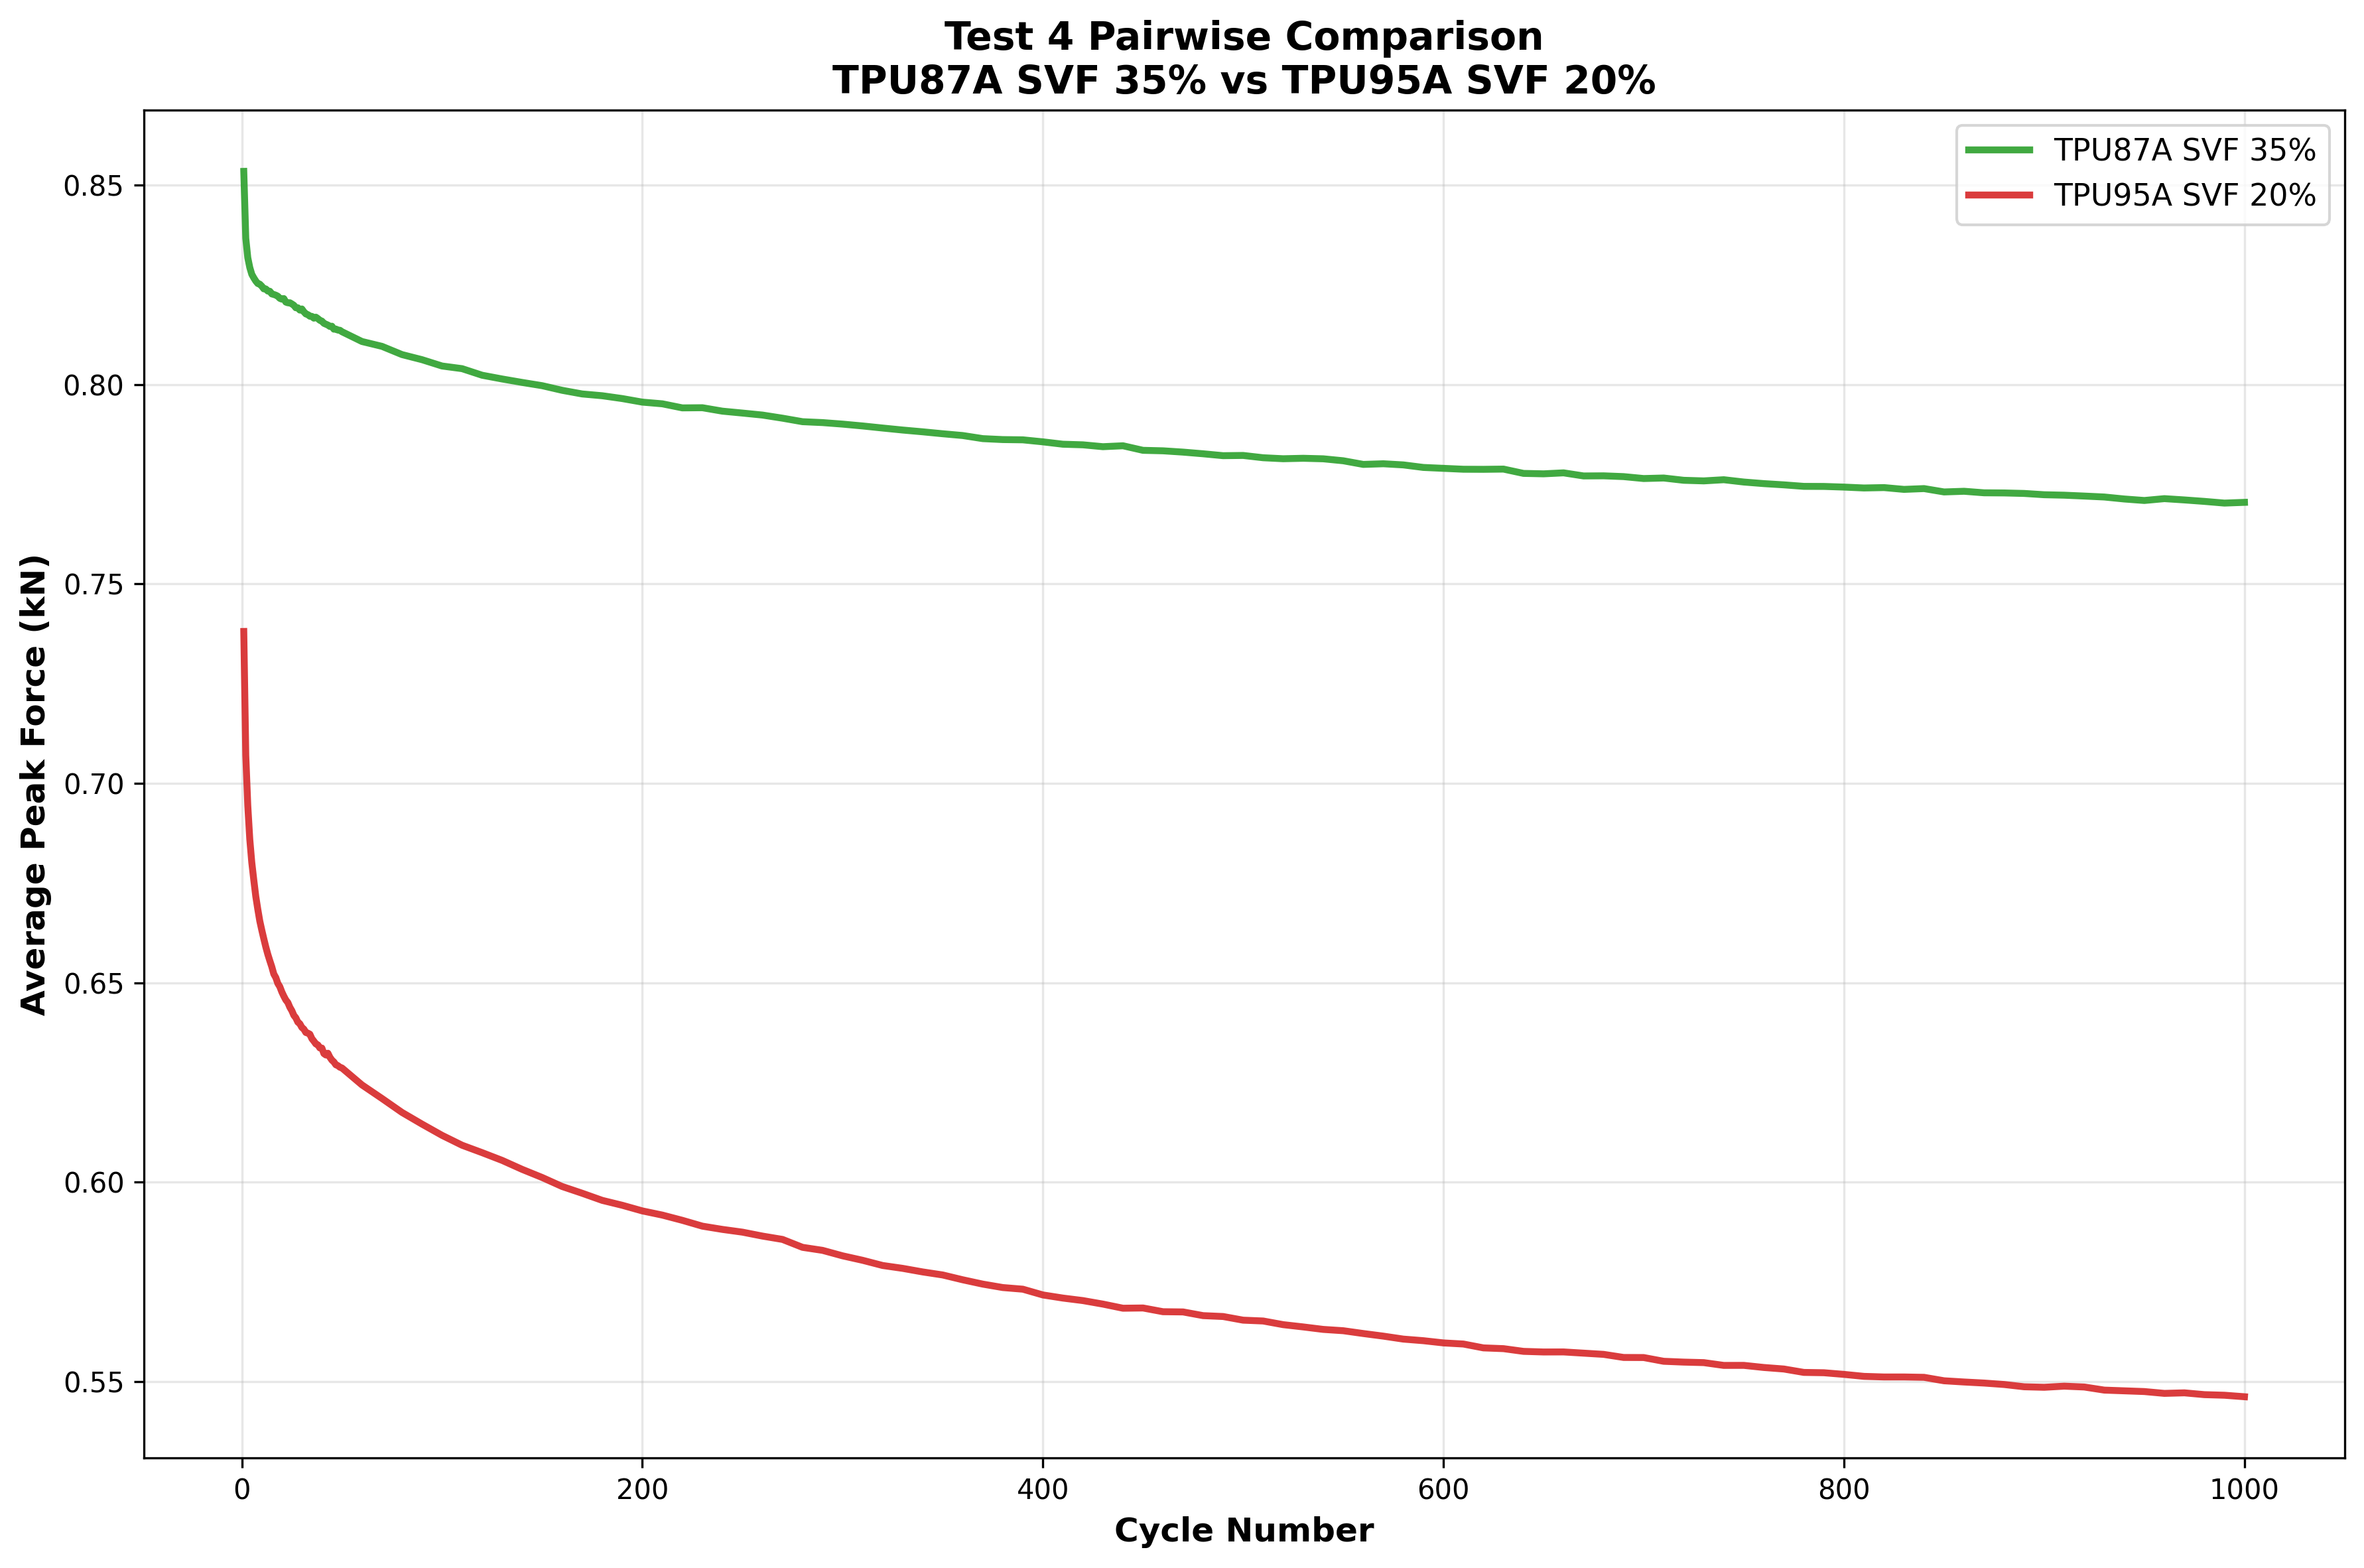 Test 4 Pairwise Comparison
TPU87A SVF 35% vs TPU95A SVF 20%
TPU87A SVF 35%
TPU95A SVF 20%
Average Peak Force (kN)
0.85
0.80
0.75
0.70
0.65
0.60
0.55
0 200 400 600 800 1000
Cycle Number